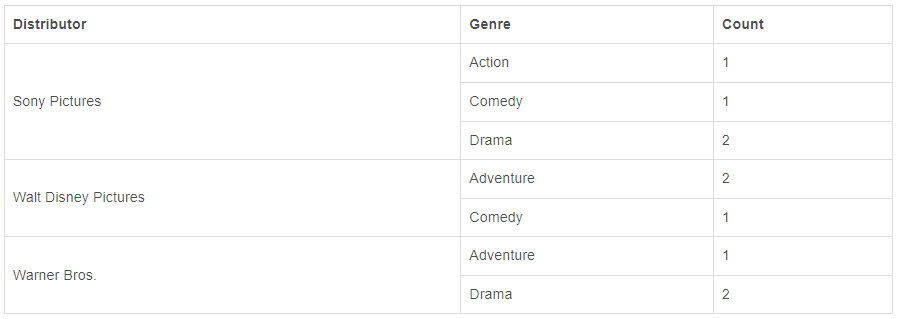 Distributor Genre Count
Action 1
Sony Pictures Comedy 1
Drama 2
Walt Disney Pictures Adventure 2
Comedy 1
Warner Bros. Adventure 1
Drama 2